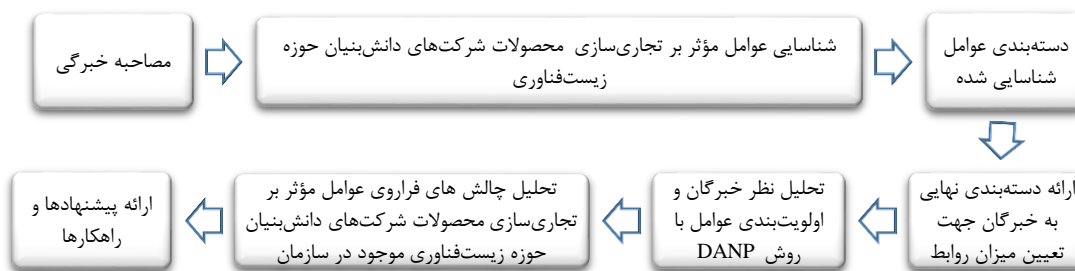 مصاحبه خبرگی
شناسایی عوامل مؤثر بر تجاری‌سازی محصولات شرکت‌های دانش‌بنیان حوزه
زیست‌فناوری
دسته‌بندی عوامل
شناسایی شده
ارائه دسته‌بندی نهایی
به خبرگان جهت
تعیین میزان روابط
تحلیل نظر خبرگان و
اولویت‌بندی عوامل با
روش DANP
تحلیل چالش های فراروی عوامل مؤثر بر
تجاری‌سازی محصولات شرکت‌های دانش‌بنیان
حوزه زیست‌فناوری موجود در سازمان
ارائه پیشنهادها و
راهکارها